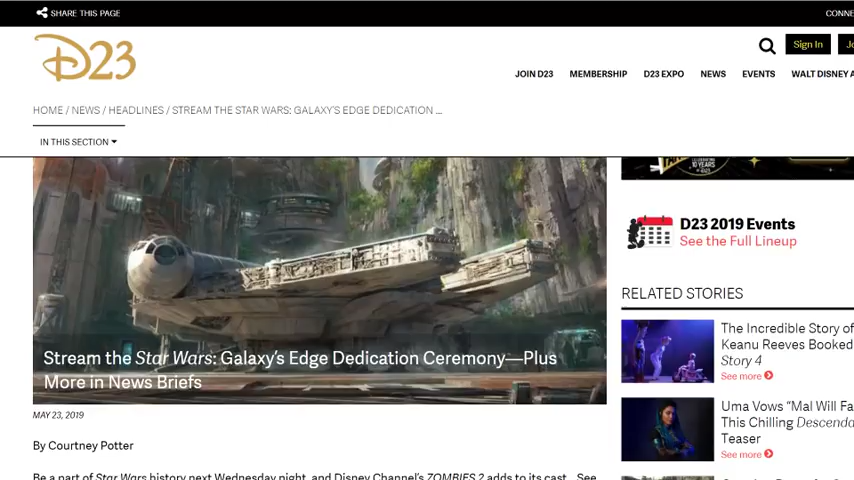 SHARE THIS PAGE
CONNE
D23
Sign In
Jo
JOIN D23
MEMBERSHIP
D23 EXPO
NEWS
EVENTS
WALT DISNEY A
HOME / NEWS / HEADLINES / STREAM THE STAR WARS: GALAXY'S EDGE DEDICATION ...
IN THIS SECTION
Stream the Star Wars: Galaxy's Edge Dedication Ceremony—Plus
More in News Briefs
MAY 23, 2019
By Courtney Potter
Be a part of Star Wars history next Wednesday night, and Disney Channel's ZOMBIES 2 adds to its cast... See
D23 2019 Events
See the Full Lineup
RELATED STORIES
The Incredible Story of
Keanu Reeves Booked
Story 4
See more
Uma Vows "Mal Will Fa
This Chilling Descenda
Teaser
See more